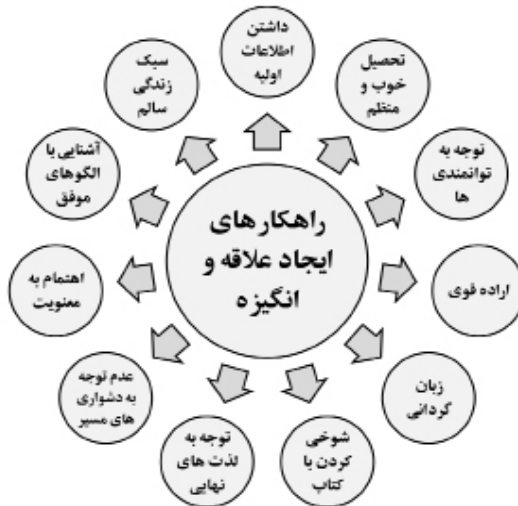 راهکارهای
ایجاد علاقه و
انگیزه
داشتن
اطلاعات
اولیه
تحصیل
خوب و
منظم
توجه به
توانمندی
ها
اراده قوی
زبان
گردانی
شوخی
کردن با
کتاب
توجه به
لذت های
نهایی
عدم توجه
به دشواری
های مسیر
اهتمام به
معنویت
آشنایی با
الگوهای
موفق
سبک
زندگی
سالم